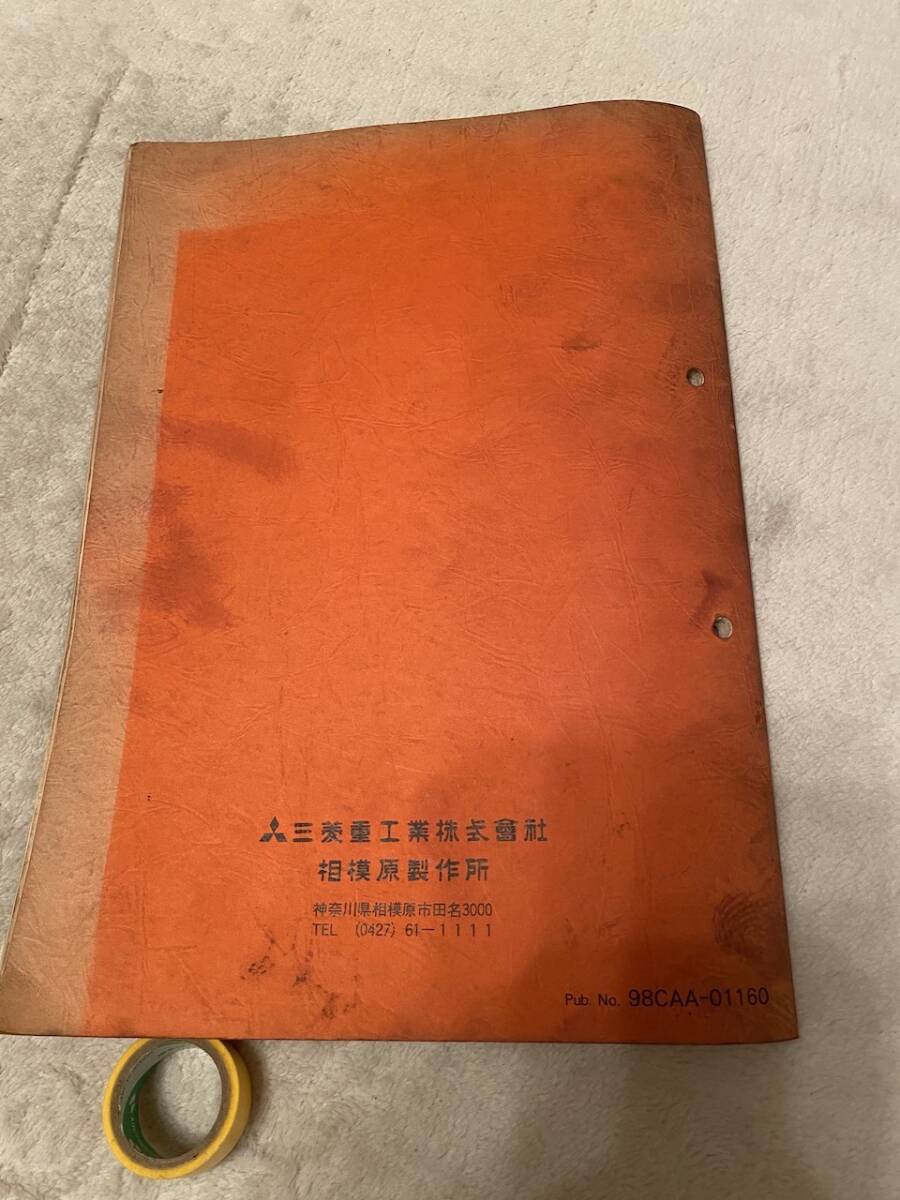 三菱重工業株式會社
相模原製作所
神奈川県相模原市田名3000
TEL (0427) 61-1111
Pub. No. 98CAA-01160